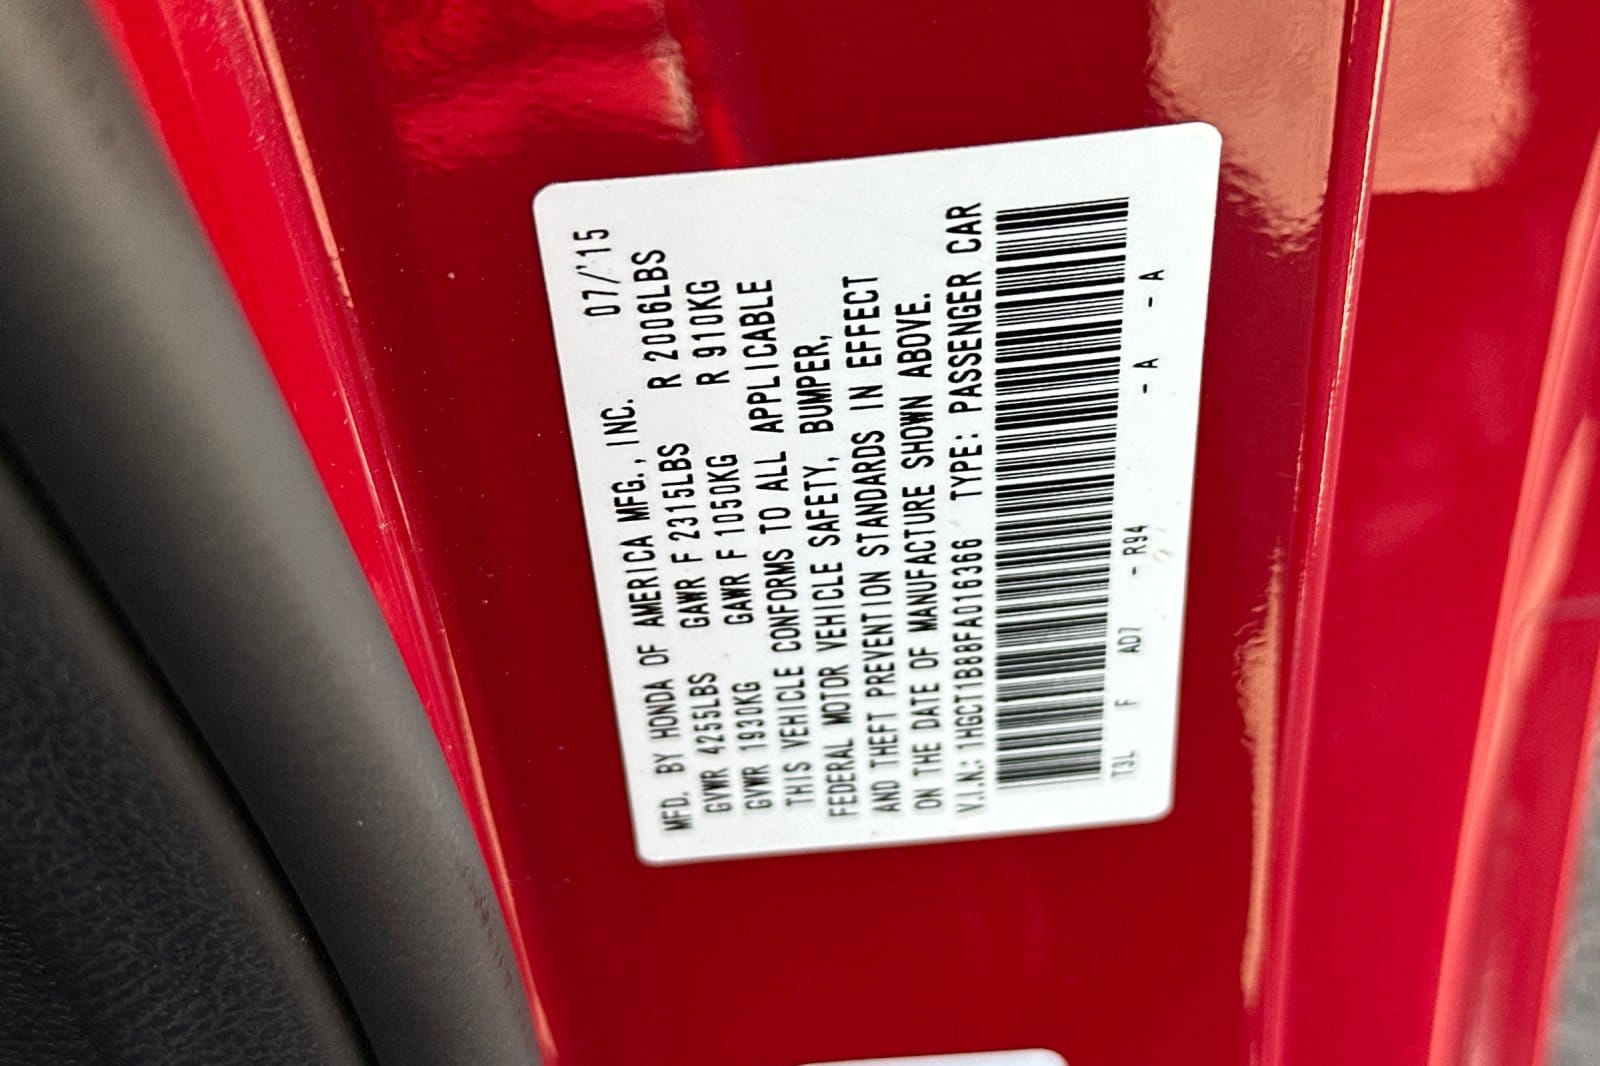 MFD. BY HONDA OF AMERICA MFG., INC. 07/'15
GVWR 4255LBS GAWR F 2315LBS R 2006LBS
GVWR 1930KG GAWR F 1050KG R 910KG
THIS VEHICLE CONFORMS TO ALL APPLICABLE
FEDERAL MOTOR VEHICLE SAFETY, BUMPER,
AND THEFT PREVENTION STANDARDS IN EFFECT
ON THE DATE OF MANUFACTURE SHOWN ABOVE.
V.I.N.: 1HGCT1B88FA016366 TYPE: PASSENGER CAR
T3L F AD7 - R94 - A - A